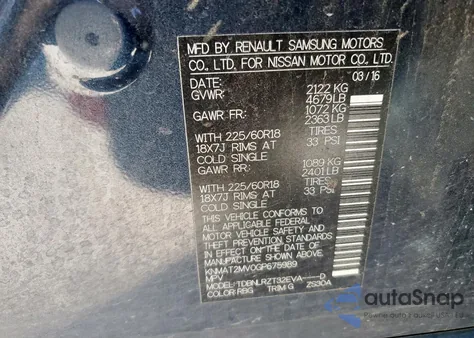 MFD BY RENAULT SAMSUNG MOTORS
CO. LTD. FOR NISSAN MOTOR CO. LTD.
DATE: 03/16
GVWR: 2122 KG
4679LB
GAWR FR: 1072 KG
2363LB
WITH 225/60R18 TIRES
18X7J RIMS AT 33 PSI
COLD SINGLE
GAWR RR: 1089 KG
2401LB
WITH 225/60R18 TIRES
18X7J RIMS AT 33 PSI
COLD SINGLE
THIS VEHICLE CONFORMS TO
ALL APPLICABLE FEDERAL
MOTOR VEHICLE SAFETY AND
THEFT PREVENTION STANDARDS
IN EFFECT ON THE DATE OF
MANUFACTURE SHOWN ABOVE
KNMAT2MV0GP675989
MPV
MODEL: TDBNLRZT32EVA----D
COLOR: RBG TRIM G ZS30A
autoSnap